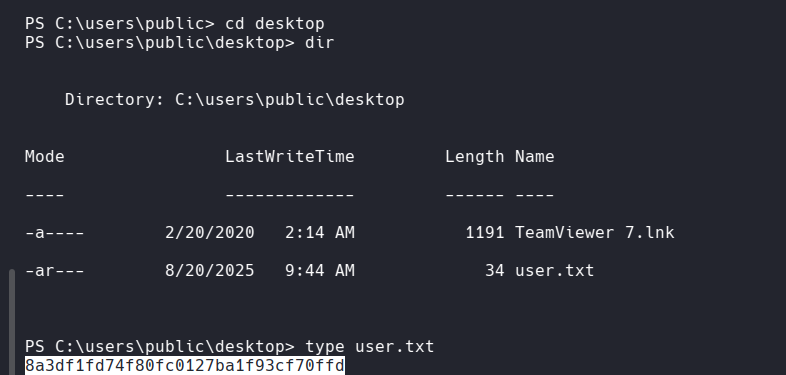 PS C:\users\public> cd desktop
PS C:\users\public\desktop> dir
Directory: C:\users\public\desktop
Mode LastWriteTime Length Name
---- ------------- ------ ----
-a---- 2/20/2020 2:14 AM 1191 TeamViewer 7.lnk
-ar--- 8/20/2025 9:44 AM 34 user.txt
PS C:\users\public\desktop> type user.txt
8a3df1fd74f80fc0127ba1f93cf70ffd